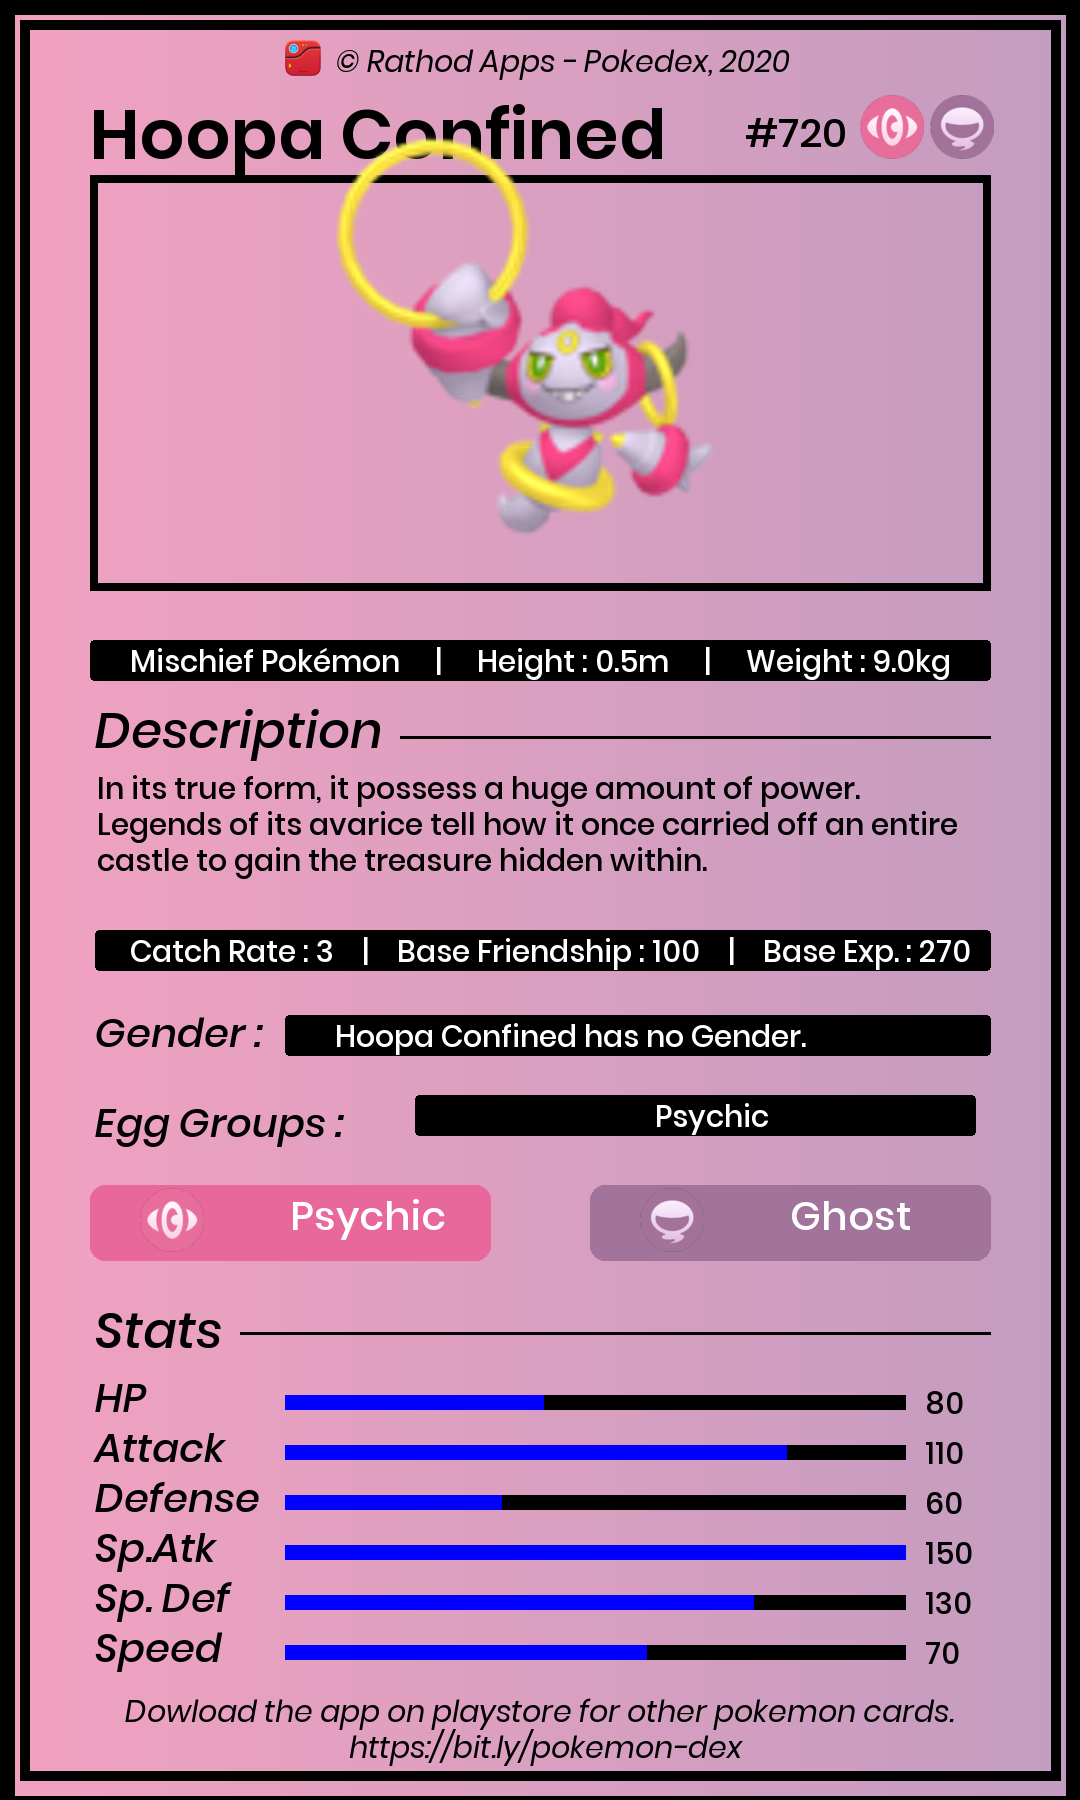 © Rathod Apps - Pokedex, 2020
Hoopa Confined #720
Mischief Pokémon | Height : 0.5m | Weight : 9.0kg
Description
In its true form, it possess a huge amount of power.
Legends of its avarice tell how it once carried off an entire
castle to gain the treasure hidden within.
Catch Rate : 3 | Base Friendship : 100 | Base Exp. : 270
Gender : Hoopa Confined has no Gender.
Egg Groups : Psychic
Psychic Ghost
Stats
HP 80
Attack 110
Defense 60
Sp.Atk 150
Sp. Def 130
Speed 70
Dowload the app on playstore for other pokemon cards.
https://bit.ly/pokemon-dex